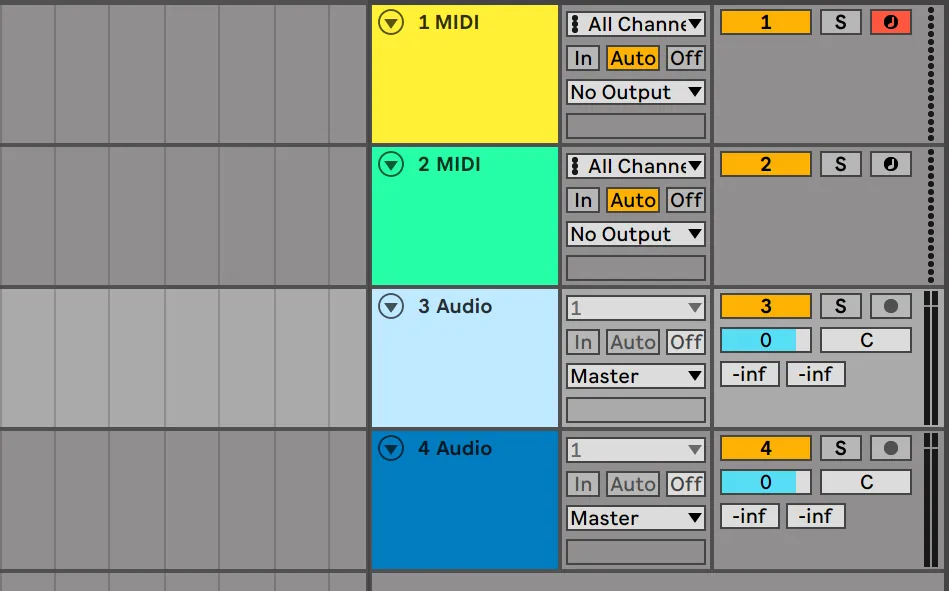 1 MIDI All Channe 1 S
In Auto Off
No Output
2 MIDI All Channe 2 S
In Auto Off
No Output
3 Audio 1 3 S
In Auto Off 0 C
Master -inf -inf
4 Audio 1 4 S
In Auto Off 0 C
Master -inf -inf